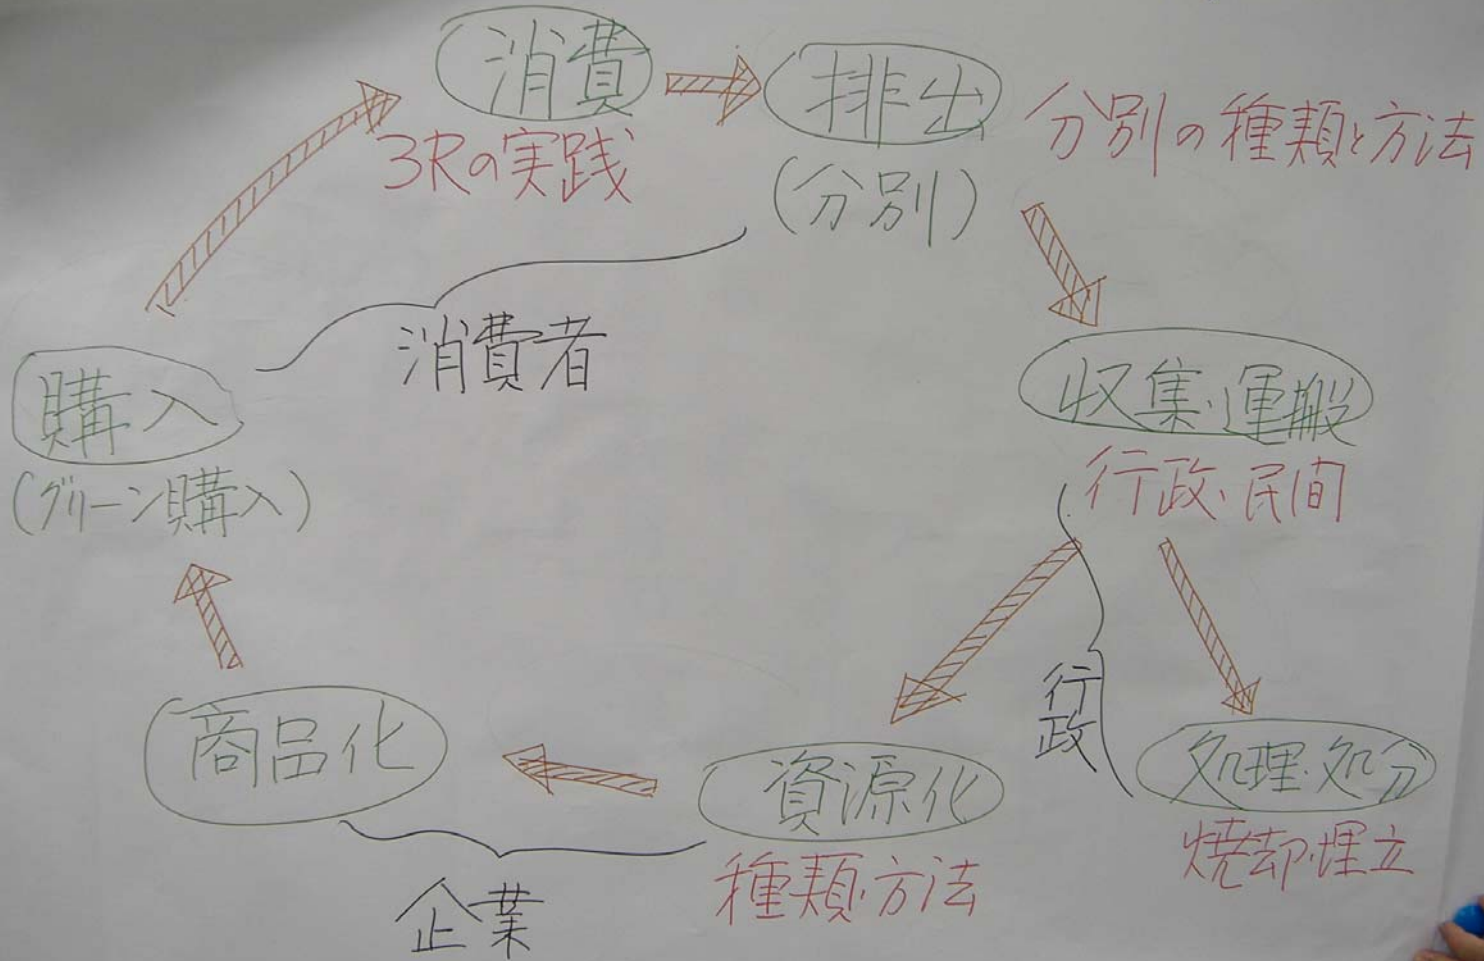 消費
3Rの実践
排出
(分別)
分別の種類と方法
消費者
購入
(グリーン購入)
収集・運搬
行政・民間
行政
商品化
資源化
種類・方法
企業
処理・処分
焼却・埋立